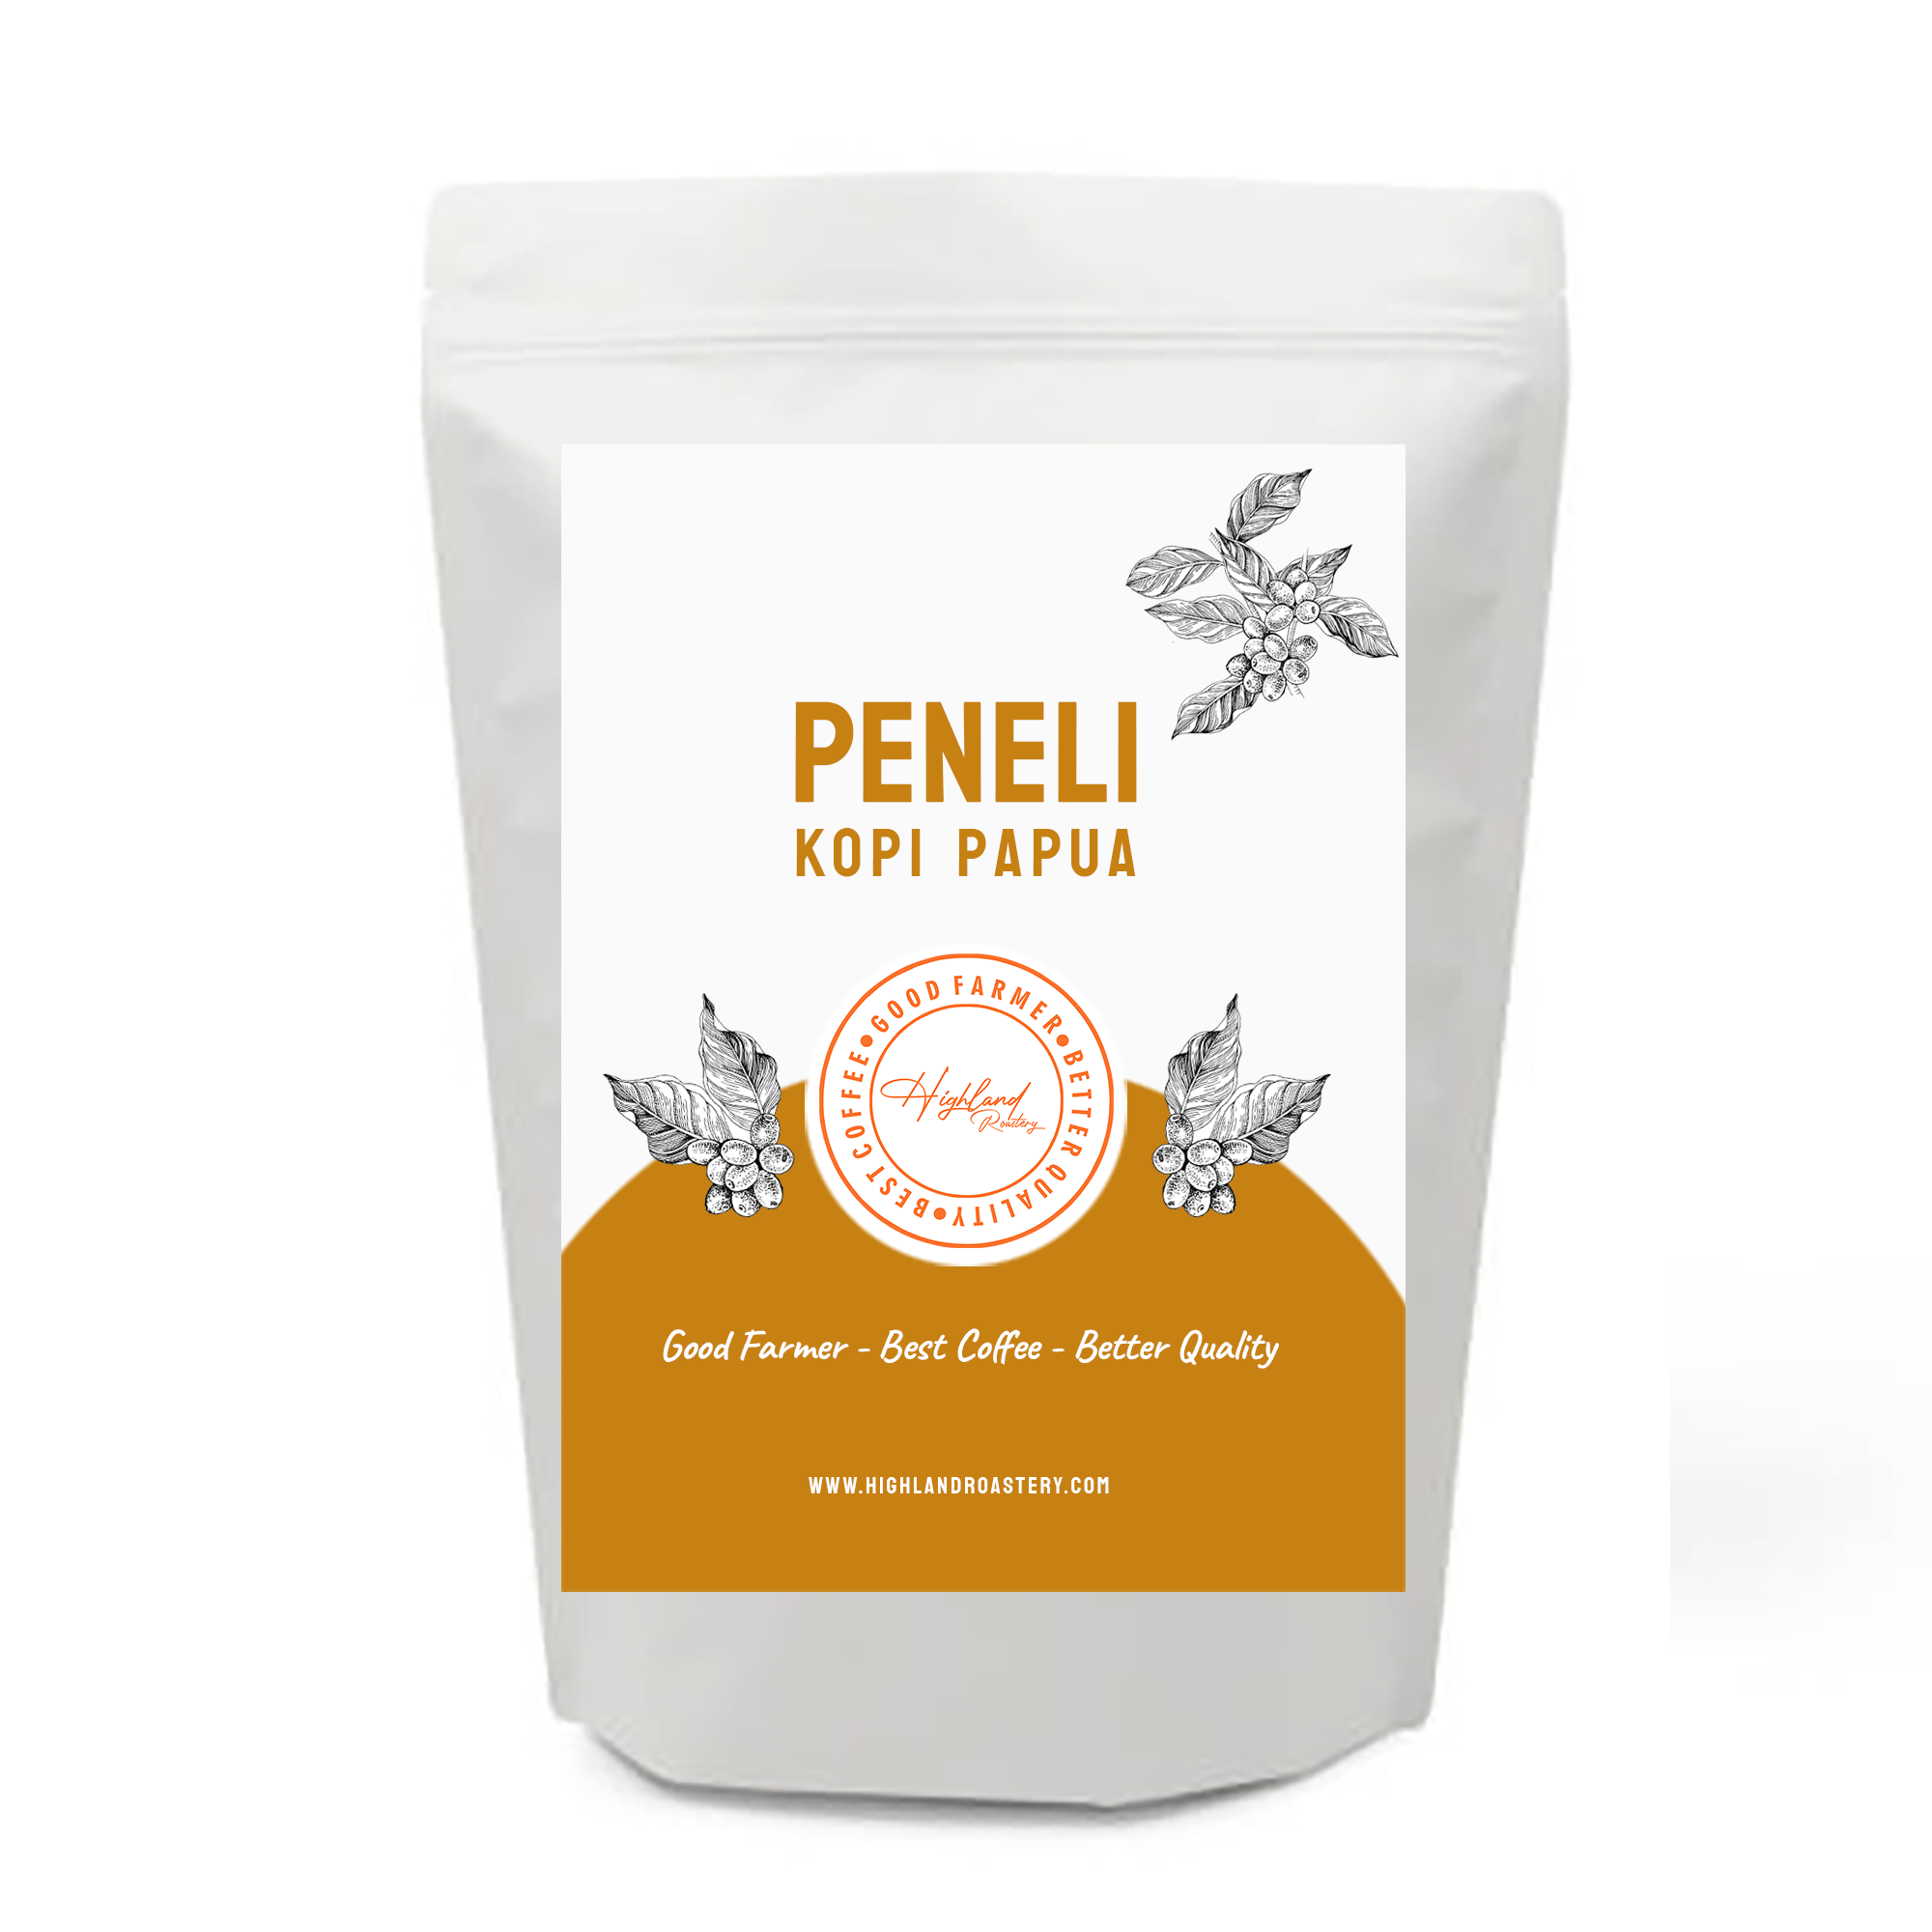 PENELI
KOPI PAPUA
GOOD FARMER • BETTER QUALITY • BEST COFFEE •
Highland
Roastery
Good Farmer - Best Coffee - Better Quality
WWW.HIGHLANDROASTERY.COM